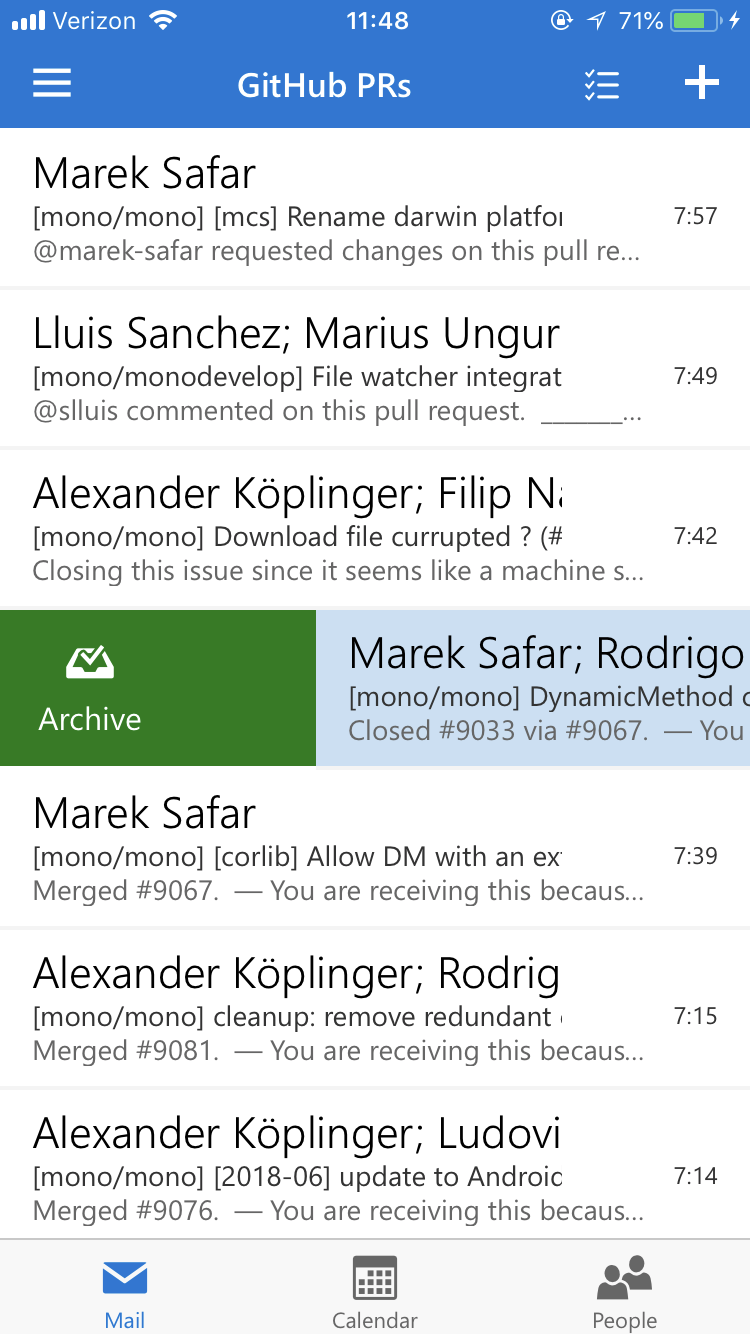 Verizon 11:48 71%
GitHub PRs
Marek Safar
[mono/mono] [mcs] Rename darwin platfor 7:57
@marek-safar requested changes on this pull re...
Lluis Sanchez; Marius Ungur
[mono/monodevelop] File watcher integrat 7:49
@slluis commented on this pull request. ________...
Alexander Köplinger; Filip Na
[mono/mono] Download file currupted ? (# 7:42
Closing this issue since it seems like a machine s...
Archive
Marek Safar; Rodrigo
[mono/mono] DynamicMethod
Closed #9033 via #9067. — You
Marek Safar
[mono/mono] [corlib] Allow DM with an ext 7:39
Merged #9067. — You are receiving this becaus...
Alexander Köplinger; Rodrig
[mono/mono] cleanup: remove redundant 7:15
Merged #9081. — You are receiving this becaus...
Alexander Köplinger; Ludovi
[mono/mono] [2018-06] update to Android 7:14
Merged #9076. — You are receiving this becaus...
Mail Calendar People